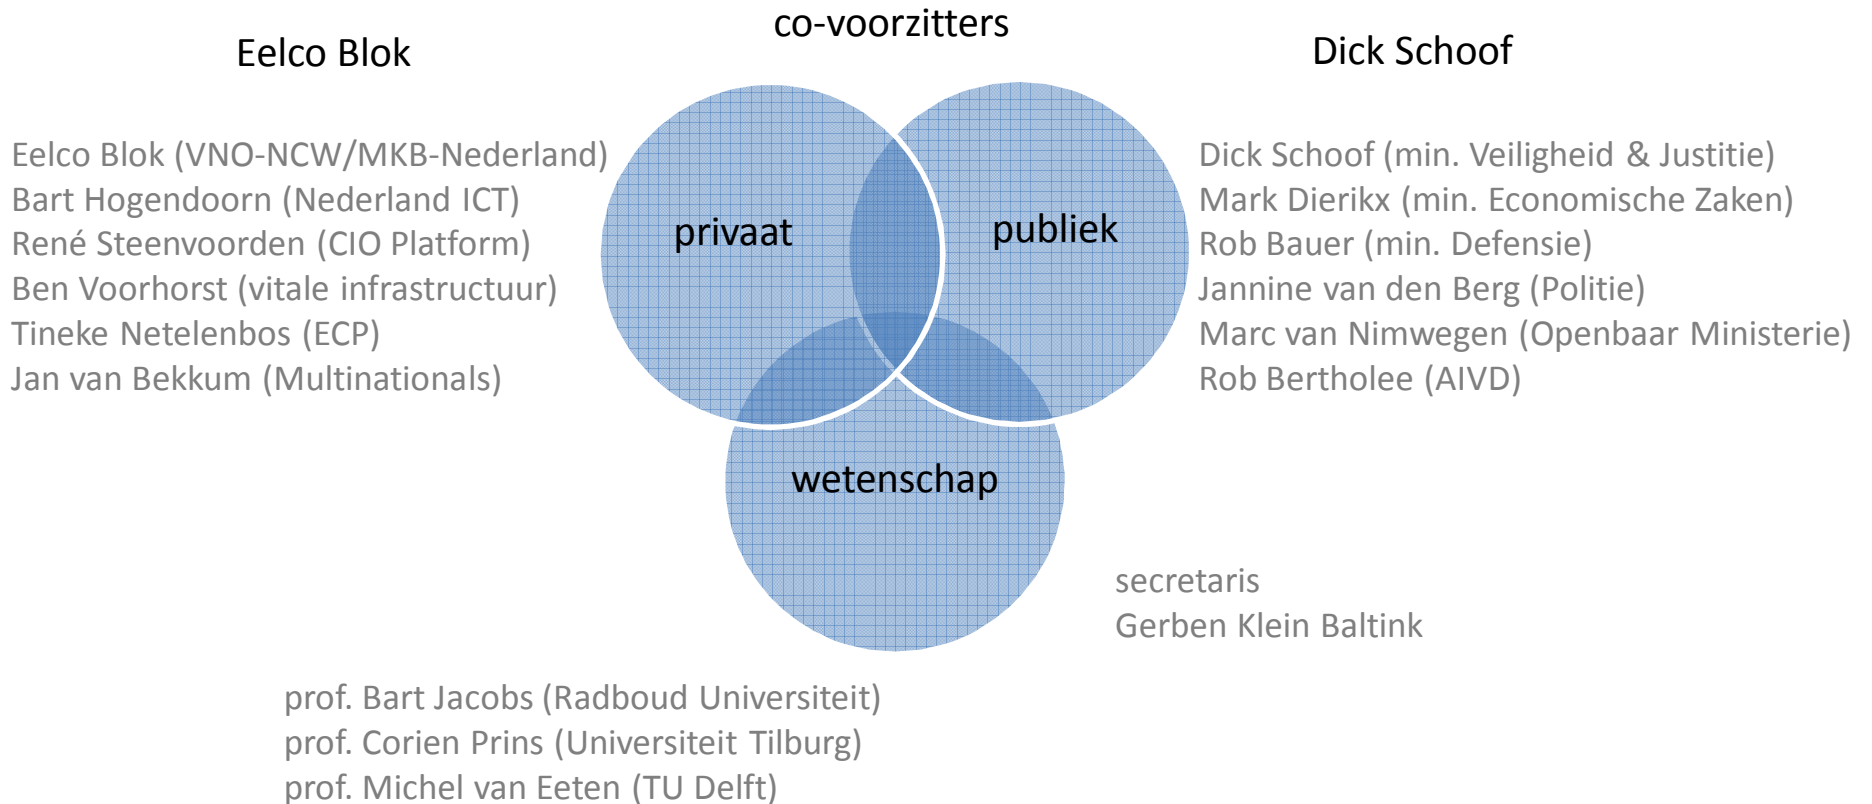 co-voorzitters
Eelco Blok
Dick Schoof
Eelco Blok (VNO-NCW/MKB-Nederland)
Bart Hogendoorn (Nederland ICT)
René Steenvoorden (CIO Platform)
Ben Voorhorst (vitale infrastructuur)
Tineke Netelenbos (ECP)
Jan van Bekkum (Multinationals)
privaat
publiek
wetenschap
Dick Schoof (min. Veiligheid & Justitie)
Mark Dierikx (min. Economische Zaken)
Rob Bauer (min. Defensie)
Jannine van den Berg (Politie)
Marc van Nimwegen (Openbaar Ministerie)
Rob Bertholee (AIVD)
secretaris
Gerben Klein Baltink
prof. Bart Jacobs (Radboud Universiteit)
prof. Corien Prins (Universiteit Tilburg)
prof. Michel van Eeten (TU Delft)